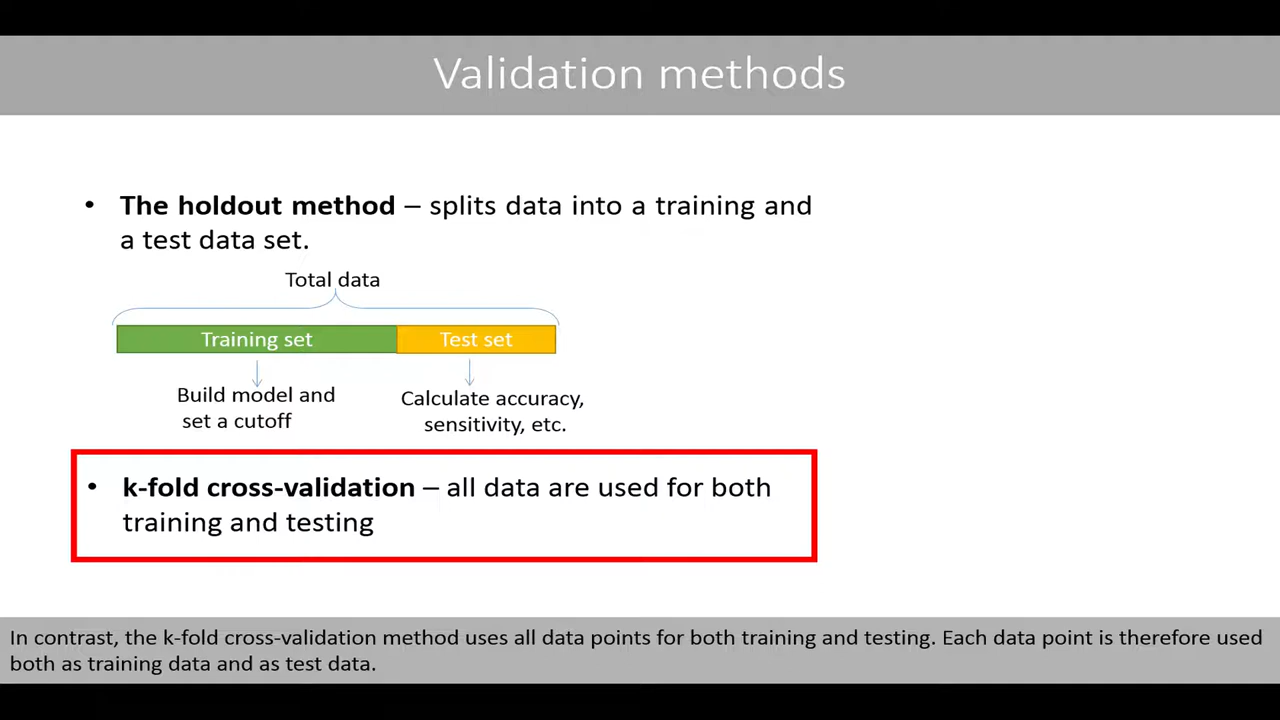 Validation methods
• The holdout method – splits data into a training and
a test data set.
Total data
Training set
Test set
Build model and
set a cutoff
Calculate accuracy,
sensitivity, etc.
• k-fold cross-validation – all data are used for both
training and testing
In contrast, the k-fold cross-validation method uses all data points for both training and testing. Each data point is therefore used
both as training data and as test data.